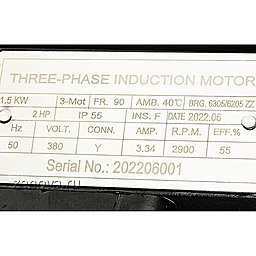 THREE-PHASE INDUCTION MOTOR
1.5 KW 3-Mot FR. 90 AMB. 40℃ BRG. 6305/6205 ZZ
2 HP IP 55 INS. F DATE 2022.06
Hz VOLT. CONN. AMP. R.P.M. EFF.%
50 380 Y 3.34 2900 55
Serial No.: 202206001